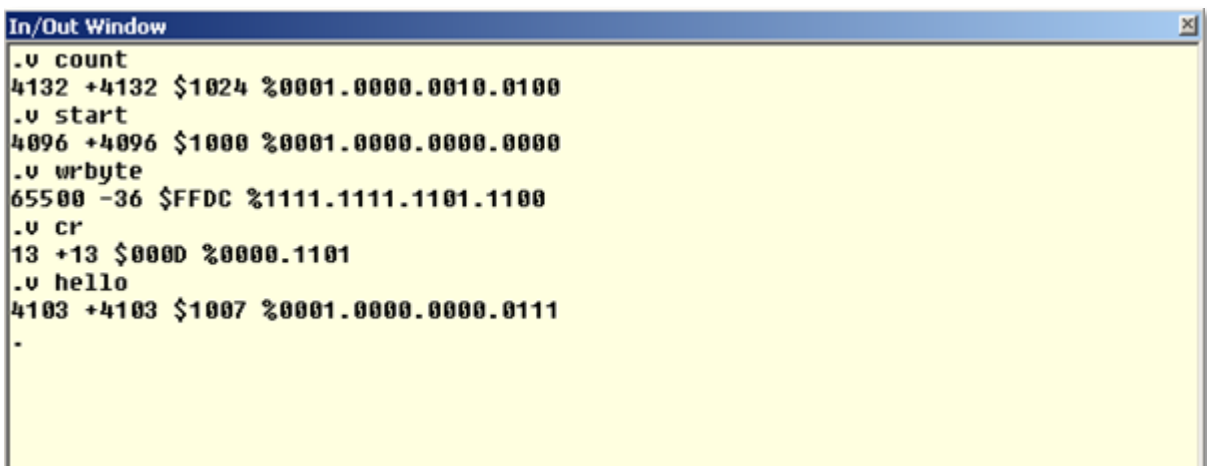 In/Out Window
.v count
4132 +4132 $1024 %0001.0000.0010.0100
.v start
4096 +4096 $1000 %0001.0000.0000.0000
.v wrbyte
65500 -36 $FFDC %1111.1111.1101.1100
.v cr
13 +13 $000D %0000.1101
.v hello
4103 +4103 $1007 %0001.0000.0000.0111
.